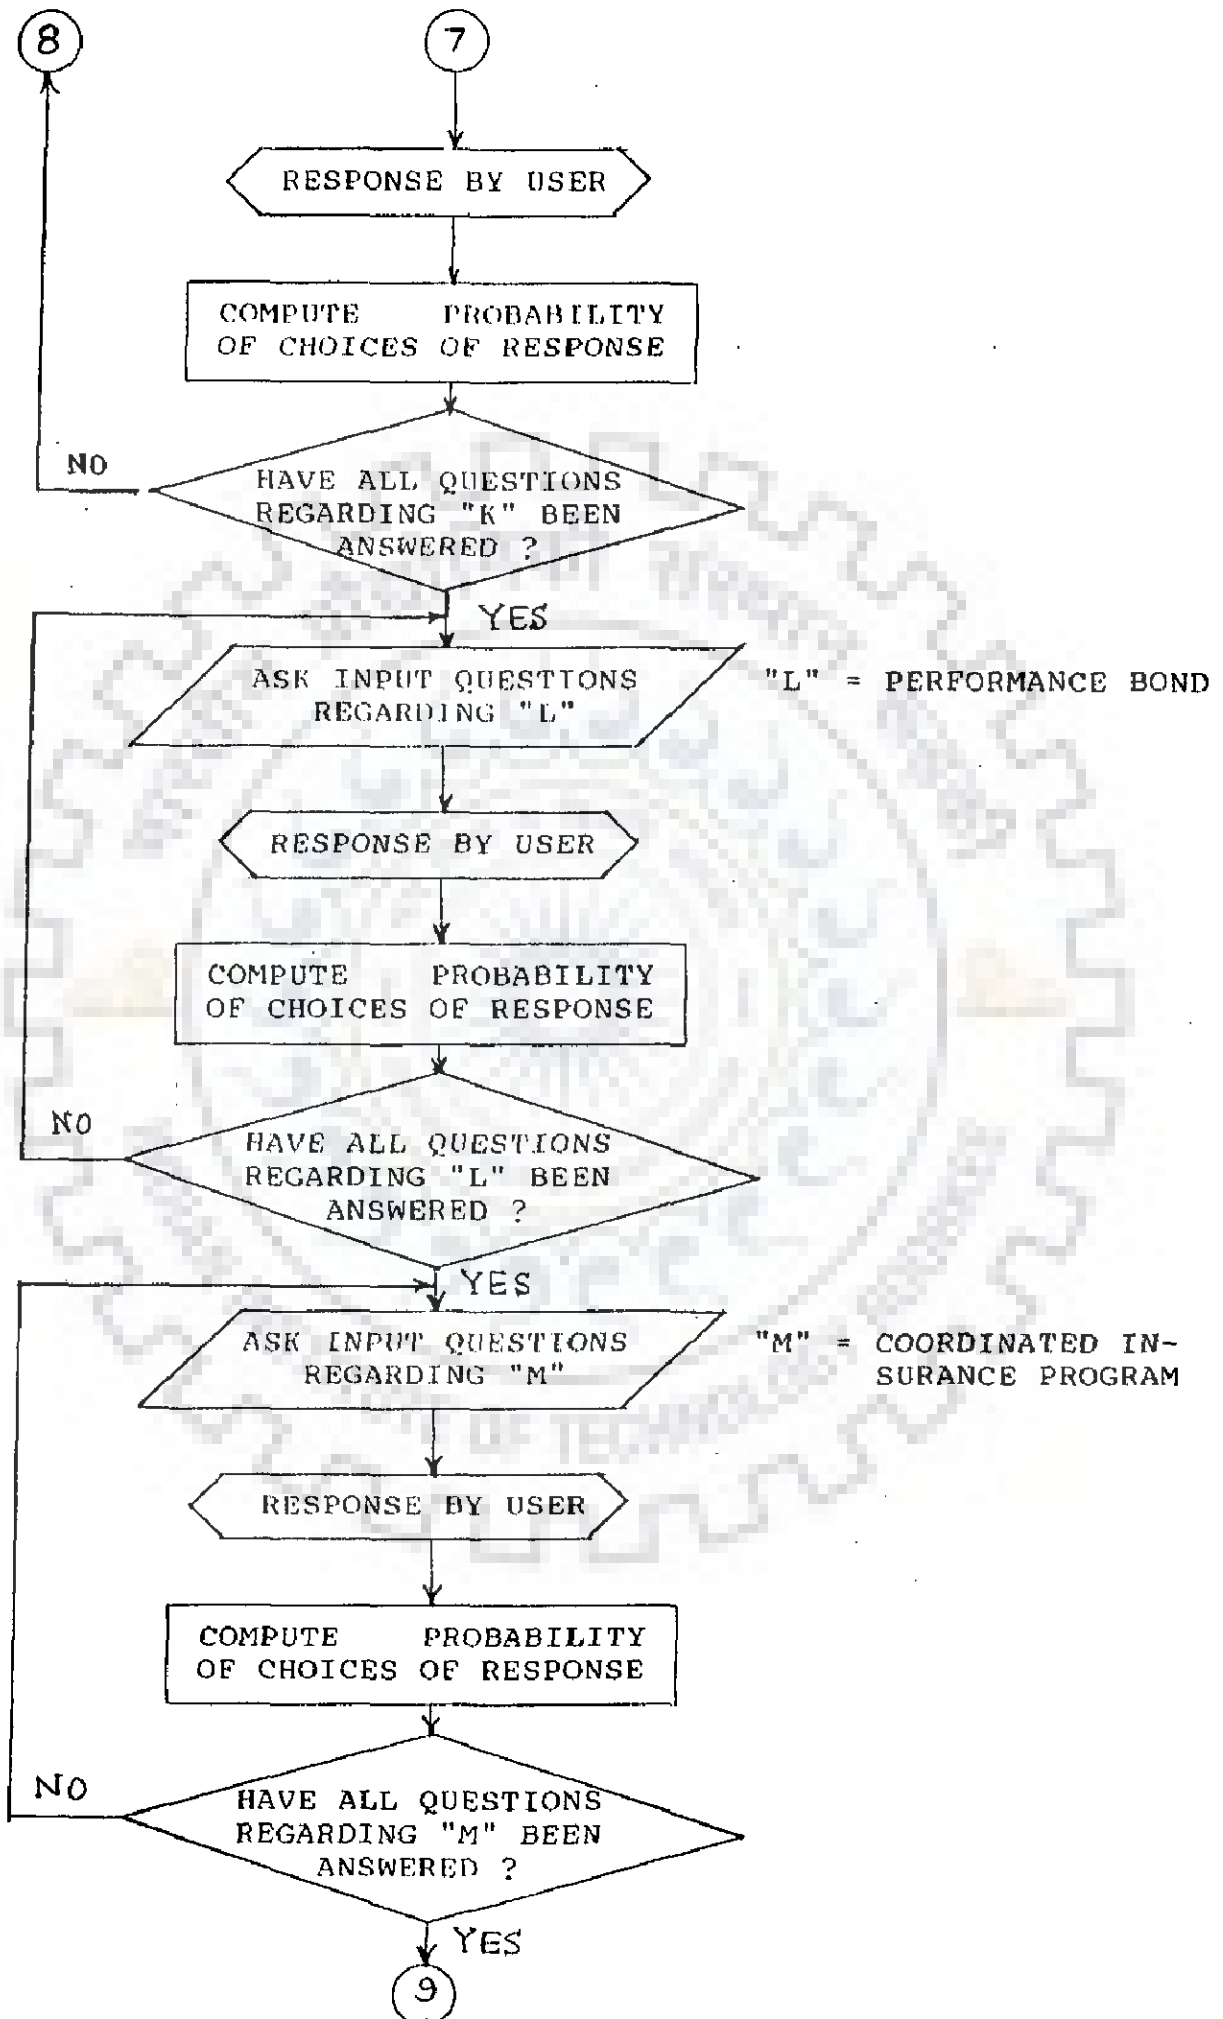 8
7
RESPONSE BY USER
COMPUTE PROBABILITY
OF CHOICES OF RESPONSE
NO
HAVE ALL QUESTIONS
REGARDING "K" BEEN
ANSWERED ?
YES
ASK INPUT QUESTIONS
REGARDING "L"
"L" = PERFORMANCE BOND
RESPONSE BY USER
COMPUTE PROBABILITY
OF CHOICES OF RESPONSE
NO
HAVE ALL QUESTIONS
REGARDING "L" BEEN
ANSWERED ?
YES
ASK INPUT QUESTIONS
REGARDING "M"
"M" = COORDINATED IN-
SURANCE PROGRAM
RESPONSE BY USER
COMPUTE PROBABILITY
OF CHOICES OF RESPONSE
NO
HAVE ALL QUESTIONS
REGARDING "M" BEEN
ANSWERED ?
YES
9
OF TECHNOLOGY